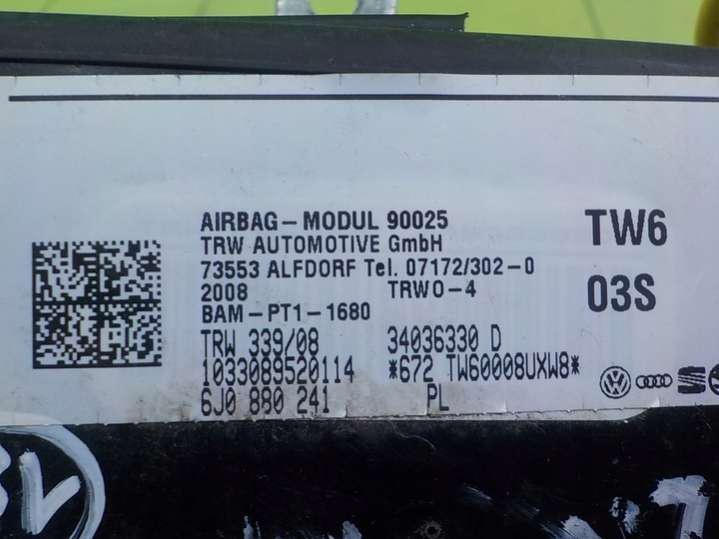 AIRBAG-MODUL 90025
TRW AUTOMOTIVE GmbH
73553 ALFDORF Tel. 07172/302-0
2008 TRWO-4
BAM-PT1-1680
TRW 339/08 34036330 D
1033089520114 *672 TW60008UXW8*
6J0 880 241 PL
TW6
03S